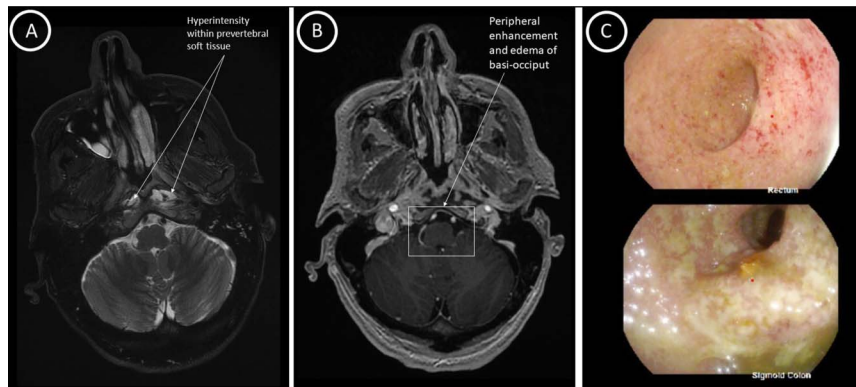 A
Hyperintensity
within prevertebral
soft tissue
B
Peripheral
enhancement
and edema of
basi-occiput
C
Rectum
Sigmoid Colon